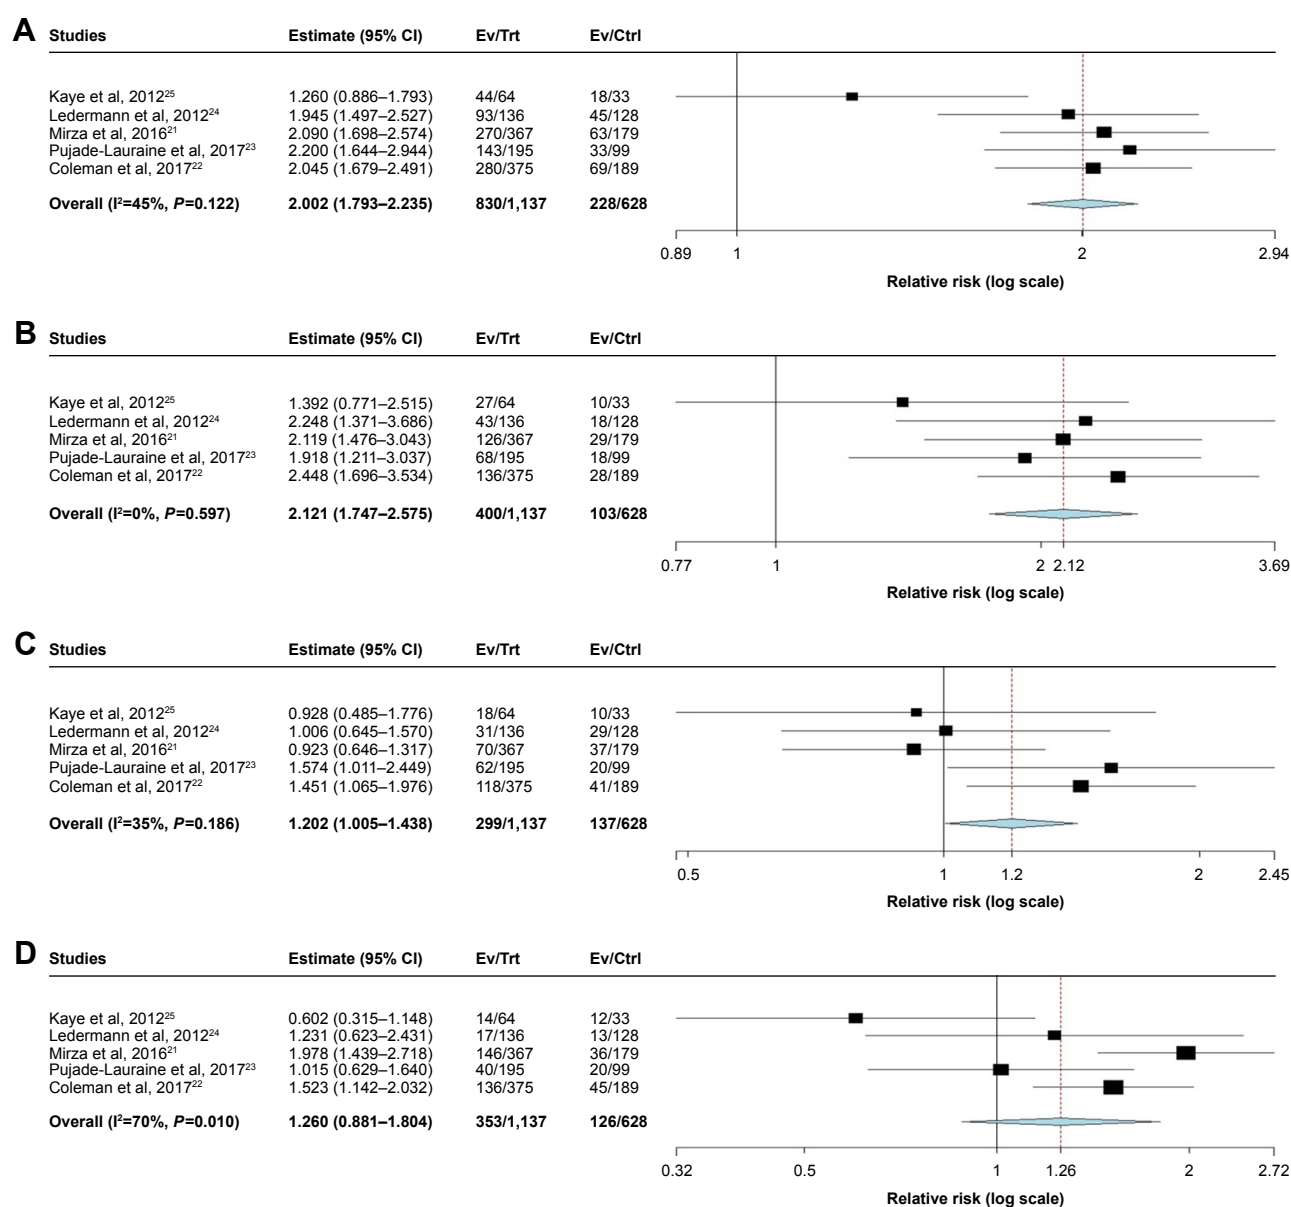 A Studies Estimate (95% CI) Ev/Trt Ev/Ctrl
Kaye et al, 2012²⁵ 1.260 (0.886–1.793) 44/64 18/33
Ledermann et al, 2012²⁴ 1.945 (1.497–2.527) 93/136 45/128
Mirza et al, 2016²¹ 2.090 (1.698–2.574) 270/367 63/179
Pujade-Lauraine et al, 2017²³ 2.200 (1.644–2.944) 143/195 33/99
Coleman et al, 2017²² 2.045 (1.679–2.491) 280/375 69/189
Overall (I²=45%, P=0.122) 2.002 (1.793–2.235) 830/1,137 228/628
0.89 1 2 2.94
Relative risk (log scale)
B Studies Estimate (95% CI) Ev/Trt Ev/Ctrl
Kaye et al, 2012²⁵ 1.392 (0.771–2.515) 27/64 10/33
Ledermann et al, 2012²⁴ 2.248 (1.371–3.686) 43/136 18/128
Mirza et al, 2016²¹ 2.119 (1.476–3.043) 126/367 29/179
Pujade-Lauraine et al, 2017²³ 1.918 (1.211–3.037) 68/195 18/99
Coleman et al, 2017²² 2.448 (1.696–3.534) 136/375 28/189
Overall (I²=0%, P=0.597) 2.121 (1.747–2.575) 400/1,137 103/628
0.77 1 2 2.12 3.69
Relative risk (log scale)
C Studies Estimate (95% CI) Ev/Trt Ev/Ctrl
Kaye et al, 2012²⁵ 0.928 (0.485–1.776) 18/64 10/33
Ledermann et al, 2012²⁴ 1.006 (0.645–1.570) 31/136 29/128
Mirza et al, 2016²¹ 0.923 (0.646–1.317) 70/367 37/179
Pujade-Lauraine et al, 2017²³ 1.574 (1.011–2.449) 62/195 20/99
Coleman et al, 2017²² 1.451 (1.065–1.976) 118/375 41/189
Overall (I²=35%, P=0.186) 1.202 (1.005–1.438) 299/1,137 137/628
0.5 1 1.2 2 2.45
Relative risk (log scale)
D Studies Estimate (95% CI) Ev/Trt Ev/Ctrl
Kaye et al, 2012²⁵ 0.602 (0.315–1.148) 14/64 12/33
Ledermann et al, 2012²⁴ 1.231 (0.623–2.431) 17/136 13/128
Mirza et al, 2016²¹ 1.978 (1.439–2.718) 146/367 36/179
Pujade-Lauraine et al, 2017²³ 1.015 (0.629–1.640) 40/195 20/99
Coleman et al, 2017²² 1.523 (1.142–2.032) 136/375 45/189
Overall (I²=70%, P=0.010) 1.260 (0.881–1.804) 353/1,137 126/628
0.32 0.5 1 1.26 2 2.72
Relative risk (log scale)